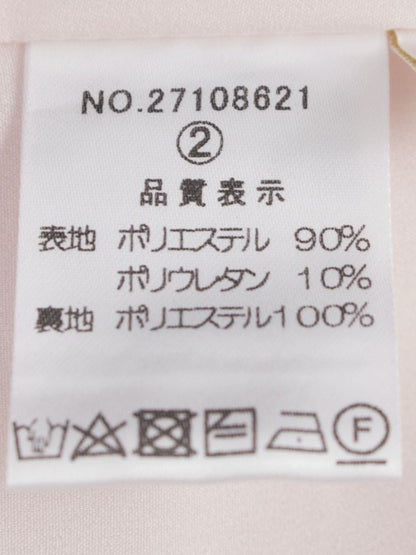 NO.27108621
②
品質表示
表地 ポリエステル 90%
ポリウレタン 10%
裏地 ポリエステル100%
F